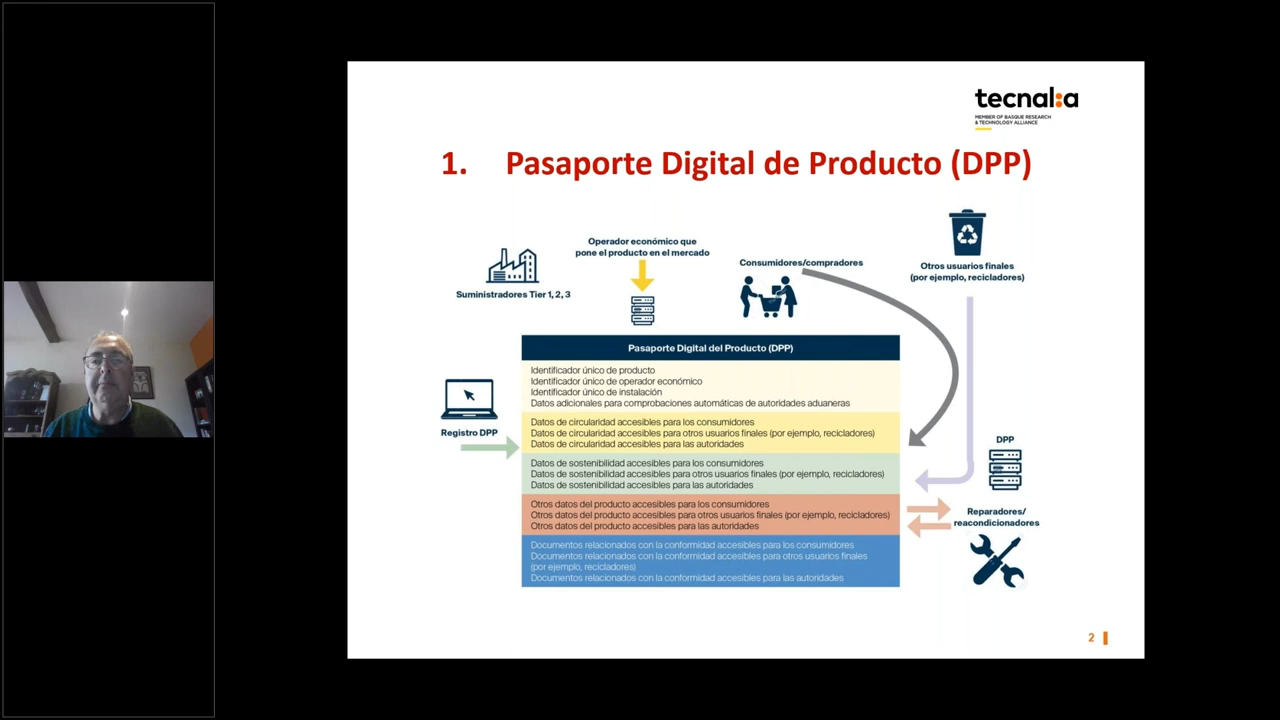 tecnal:a
MEMBER OF BASQUE RESEARCH
& TECHNOLOGY ALLIANCE
1. Pasaporte Digital de Producto (DPP)
Operador económico que
pone el producto en el mercado
Consumidores/compradores
Otros usuarios finales
(por ejemplo, recicladores)
Suministradores Tier 1, 2, 3
Pasaporte Digital del Producto (DPP)
Identificador único de producto
Identificador único de operador económico
Identificador único de instalación
Datos adicionales para comprobaciones automáticas de autoridades aduaneras
Datos de circularidad accesibles para los consumidores
Datos de circularidad accesibles para otros usuarios finales (por ejemplo, recicladores)
Datos de circularidad accesibles para las autoridades
Datos de sostenibilidad accesibles para los consumidores
Datos de sostenibilidad accesibles para otros usuarios finales (por ejemplo, recicladores)
Datos de sostenibilidad accesibles para las autoridades
Otros datos del producto accesibles para los consumidores
Otros datos del producto accesibles para otros usuarios finales (por ejemplo, recicladores)
Otros datos del producto accesibles para las autoridades
Documentos relacionados con la conformidad accesibles para los consumidores
Documentos relacionados con la conformidad accesibles para otros usuarios finales
(por ejemplo, recicladores)
Documentos relacionados con la conformidad accesibles para las autoridades
Registro DPP
DPP
Reparadores/
reacondicionadores
2